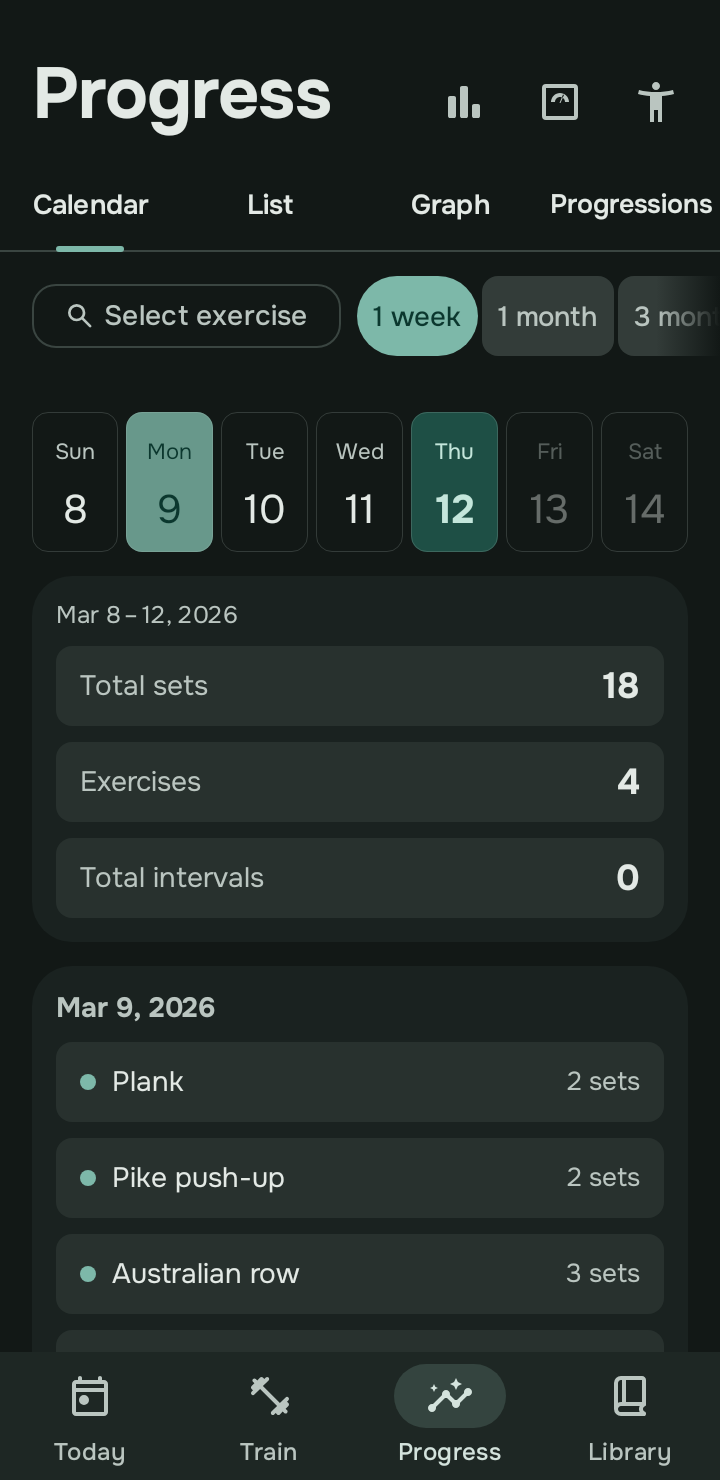 Progress
Calendar List Graph Progressions
Select exercise 1 week 1 month 3 mon
Sun Mon Tue Wed Thu Fri Sat
8 9 10 11 12 13 14
Mar 8 – 12, 2026
Total sets 18
Exercises 4
Total intervals 0
Mar 9, 2026
Plank 2 sets
Pike push-up 2 sets
Australian row 3 sets
Today Train Progress Library